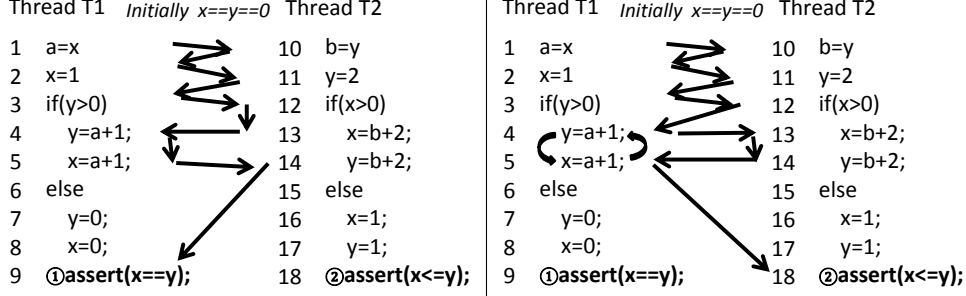 Thread T1 Initially x==y==0 Thread T2
1 a=x 10 b=y
2 x=1 11 y=2
3 if(y>0) 12 if(x>0)
4 y=a+1; 13 x=b+2;
5 x=a+1; 14 y=b+2;
6 else 15 else
7 y=0; 16 x=1;
8 x=0; 17 y=1;
9 ①assert(x==y); 18 ②assert(x<=y);
Thread T1 Initially x==y==0 Thread T2
1 a=x 10 b=y
2 x=1 11 y=2
3 if(y>0) 12 if(x>0)
4 y=a+1; 13 x=b+2;
5 x=a+1; 14 y=b+2;
6 else 15 else
7 y=0; 16 x=1;
8 x=0; 17 y=1;
9 ①assert(x==y); 18 ②assert(x<=y);